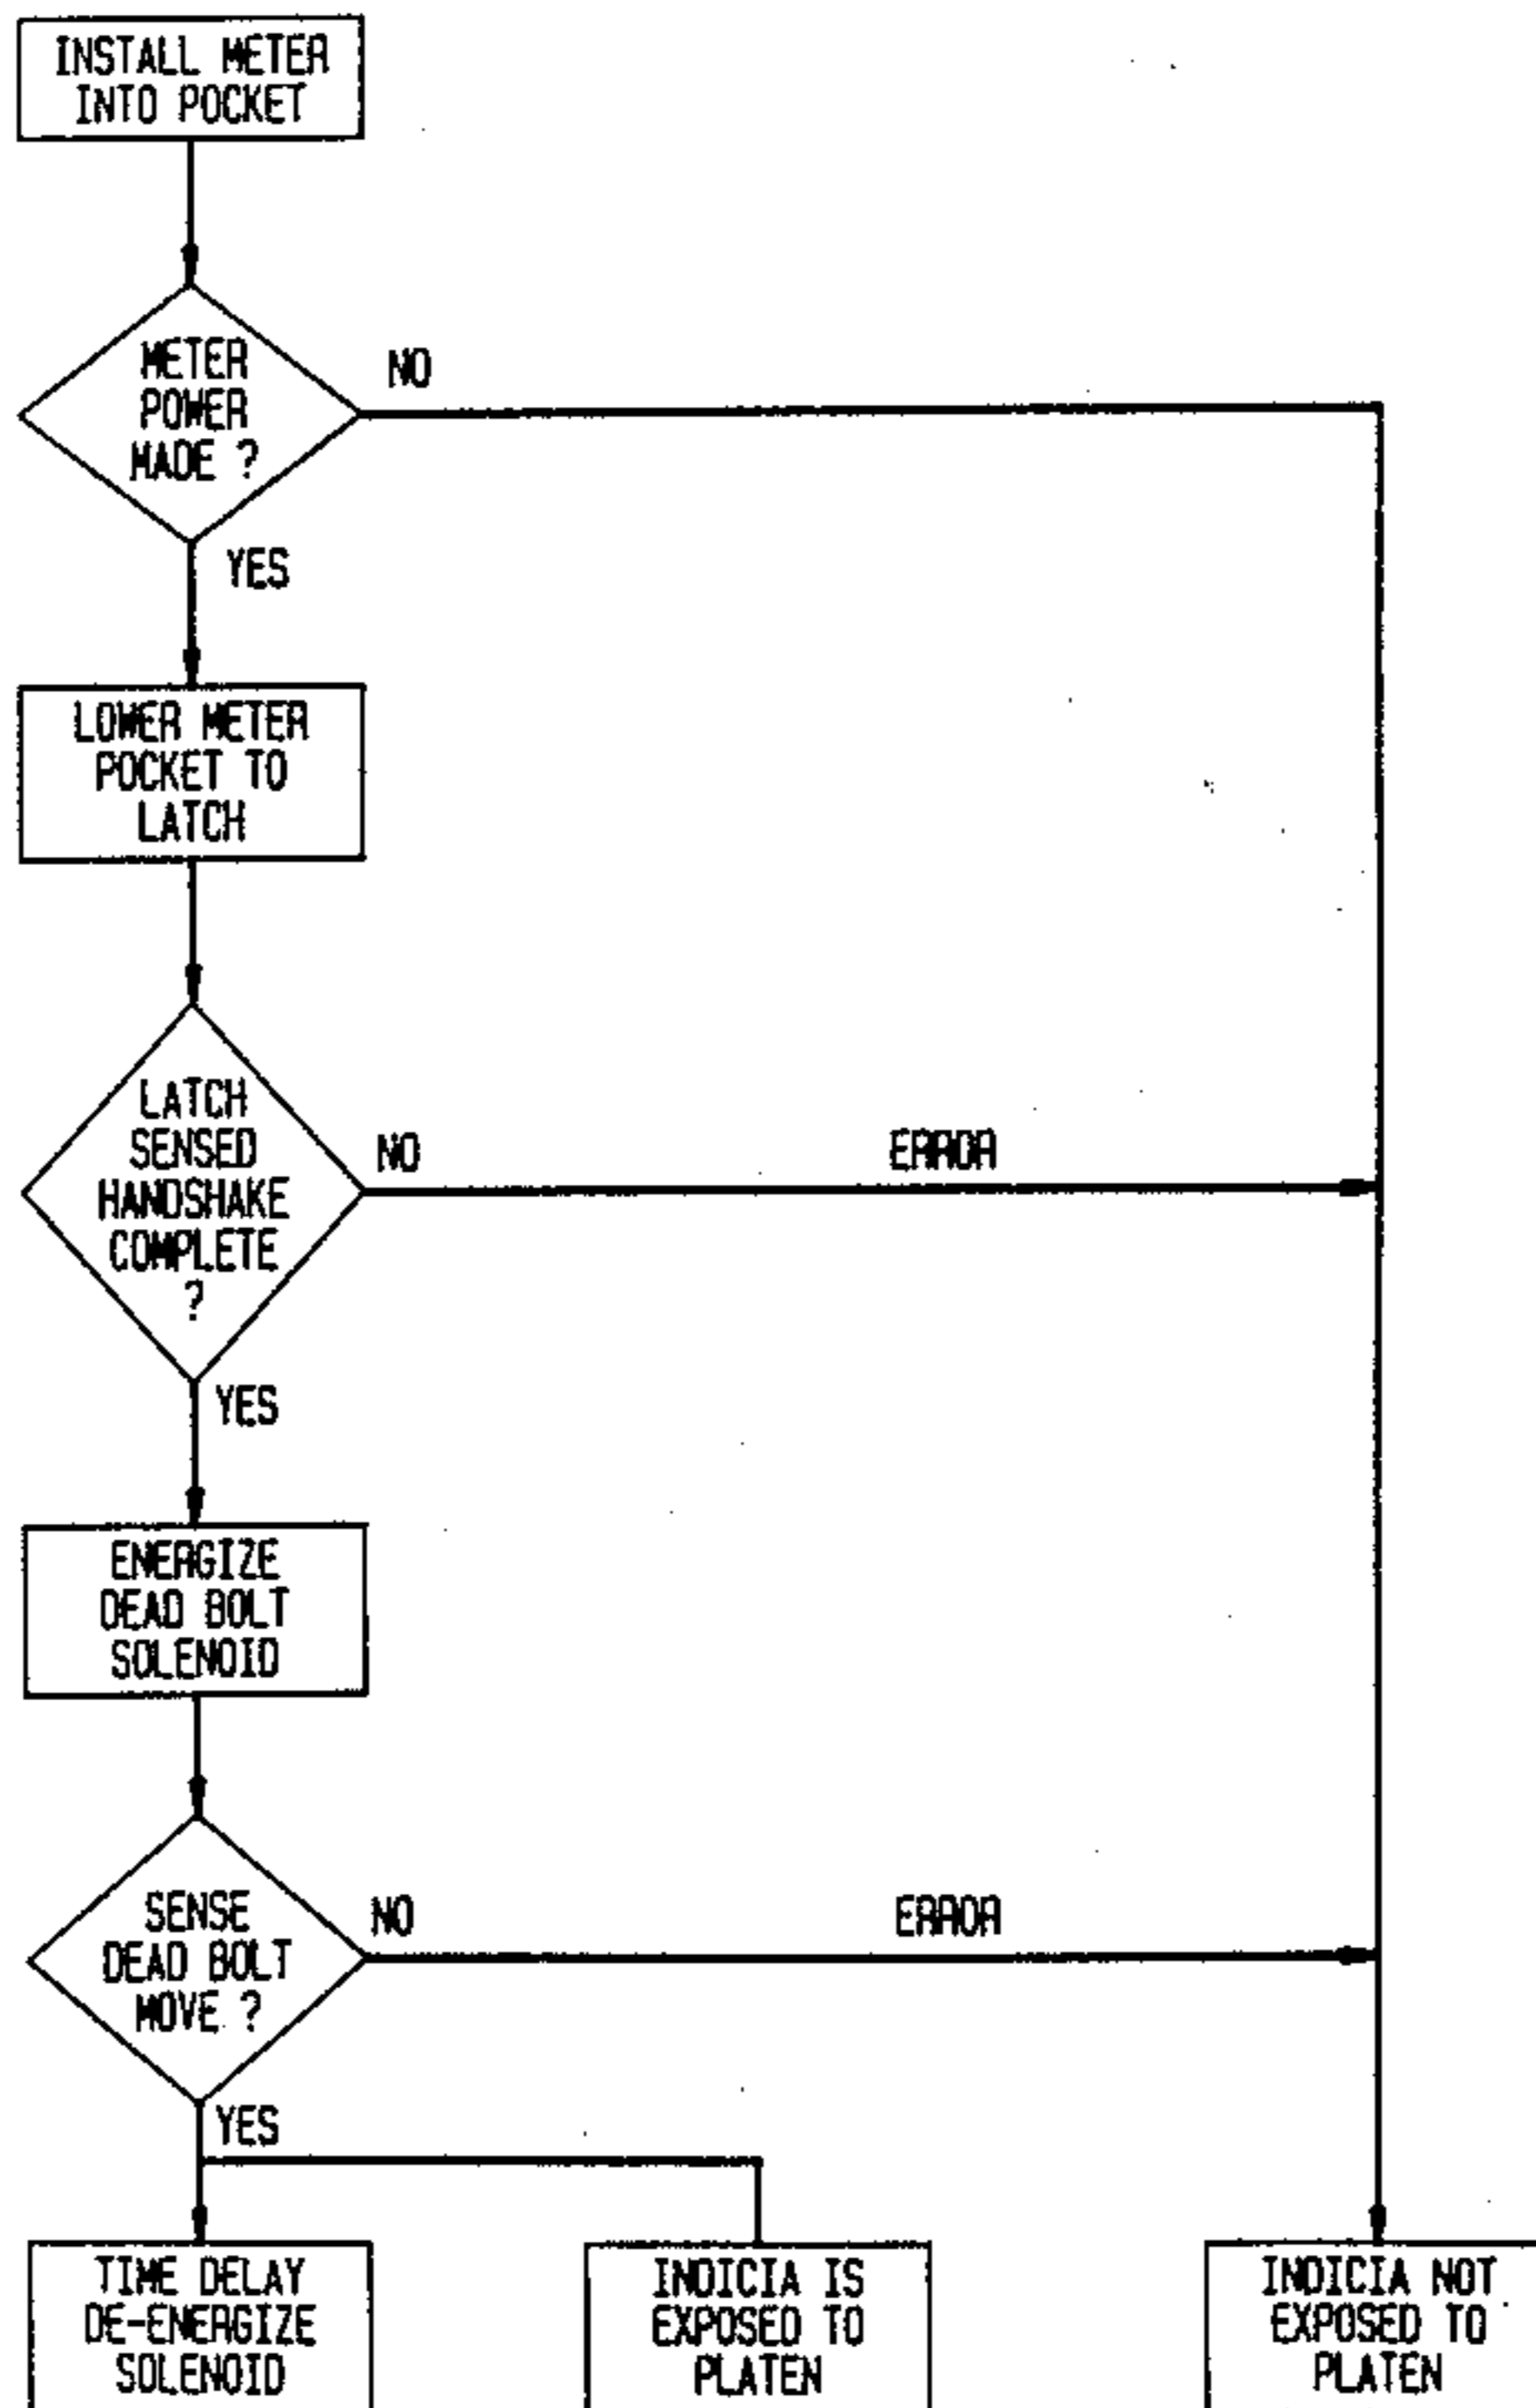 INSTALL METER
INTO POCKET
METER
POWER
MADE ?
NO
YES
LOWER METER
POCKET TO
LATCH
LATCH
SENSED
HANDSHAKE
COMPLETE
?
NO
ERROR
YES
ENERGIZE
DEAD BOLT
SOLENOID
SENSE
DEAD BOLT
MOVE ?
NO
ERROR
YES
TIME DELAY
DE-ENERGIZE
SOLENOID
INDICIA IS
EXPOSED TO
PLATEN
INDICIA NOT
EXPOSED TO
PLATEN